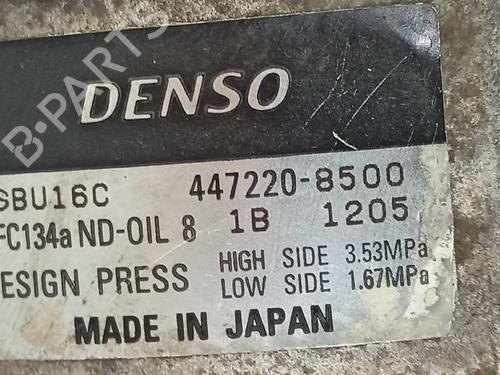 B-PARTS
DENSO
SBU16C 447220-8500
FC134a ND-OIL 8 1B 1205
ESIGN PRESS HIGH SIDE 3.53MPa
LOW SIDE 1.67MPa
MADE IN JAPAN